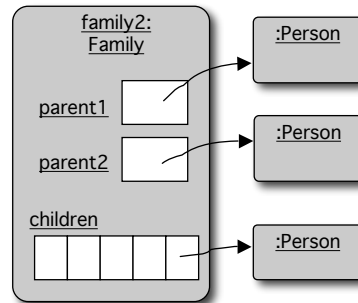 family2:
Family
:Person
parent1
:Person
parent2
children
:Person